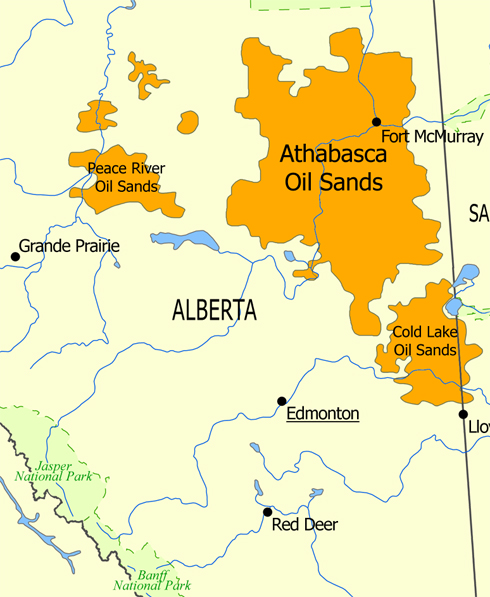 Fort McMurray
Athabasca
Oil Sands
Peace River
Oil Sands
SA
Grande Prairie
ALBERTA
Cold Lake
Oil Sands
Edmonton
Llo
Jasper
National Park
Red Deer
Banff
National Park